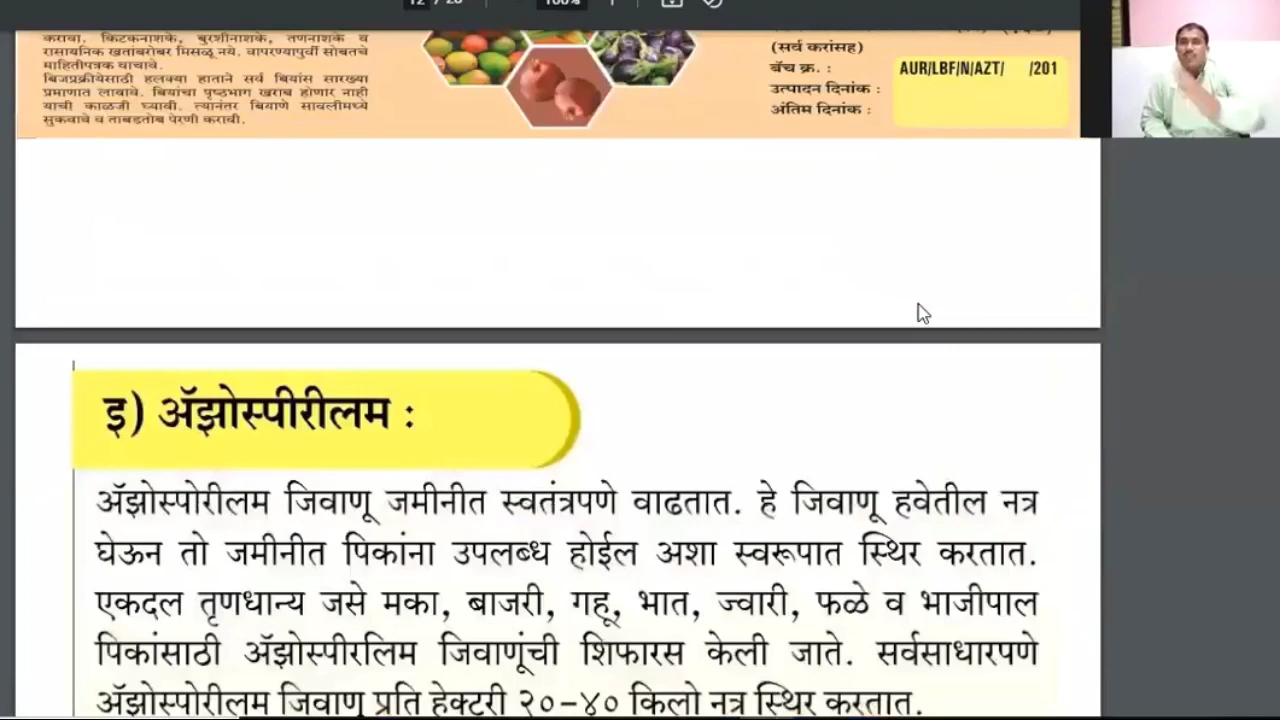 करावा. किटकनाशके, बुरशीनाशके, तणनाशके व
रासायनिक खतांबरोबर मिसळू नये. वापरण्यापुर्वी सोबतचे
माहितीपत्रक वाचावे.
बिजप्रक्रीयेसाठी हलक्या हाताने सर्व बियांस सारख्या
प्रमाणात लावावे. बियांचा पृष्ठभाग खराब होणार नाही
याची काळजी घ्यावी. त्यानंतर बियाणे सावलीमध्ये
सुकवावे व ताबडतोब पेरणी करावी.
(सर्व करांसह)
बॅच क्र. :
AUR/LBF/N/AZT/ /201
उत्पादन दिनांक :
अंतिम दिनांक :
इ) ॲझोस्पीरीलम :
ॲझोस्पोरीलम जिवाणू जमीनीत स्वतंत्रपणे वाढतात. हे जिवाणू हवेतील नत्र
घेऊन तो जमीनीत पिकांना उपलब्ध होईल अशा स्वरूपात स्थिर करतात.
एकदल तृणधान्य जसे मका, बाजरी, गहू, भात, ज्वारी, फळे व भाजीपाल
पिकांसाठी ॲझोस्पीरलिम जिवाणूंची शिफारस केली जाते. सर्वसाधारपणे
ॲझोस्पोरीलम जिवाणू प्रति हेक्टरी २०-४० किलो नत्र स्थिर करतात.